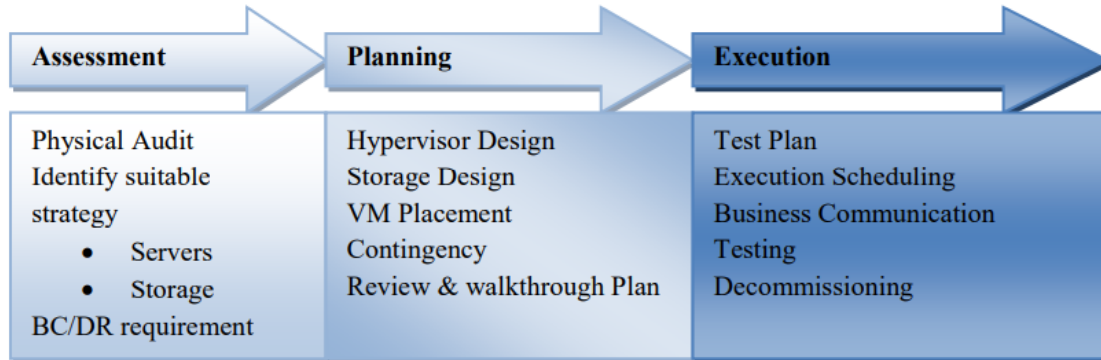 Assessment
Physical Audit
Identify suitable
strategy
• Servers
• Storage
BC/DR requirement
Planning
Hypervisor Design
Storage Design
VM Placement
Contingency
Review & walkthrough Plan
Execution
Test Plan
Execution Scheduling
Business Communication
Testing
Decommissioning